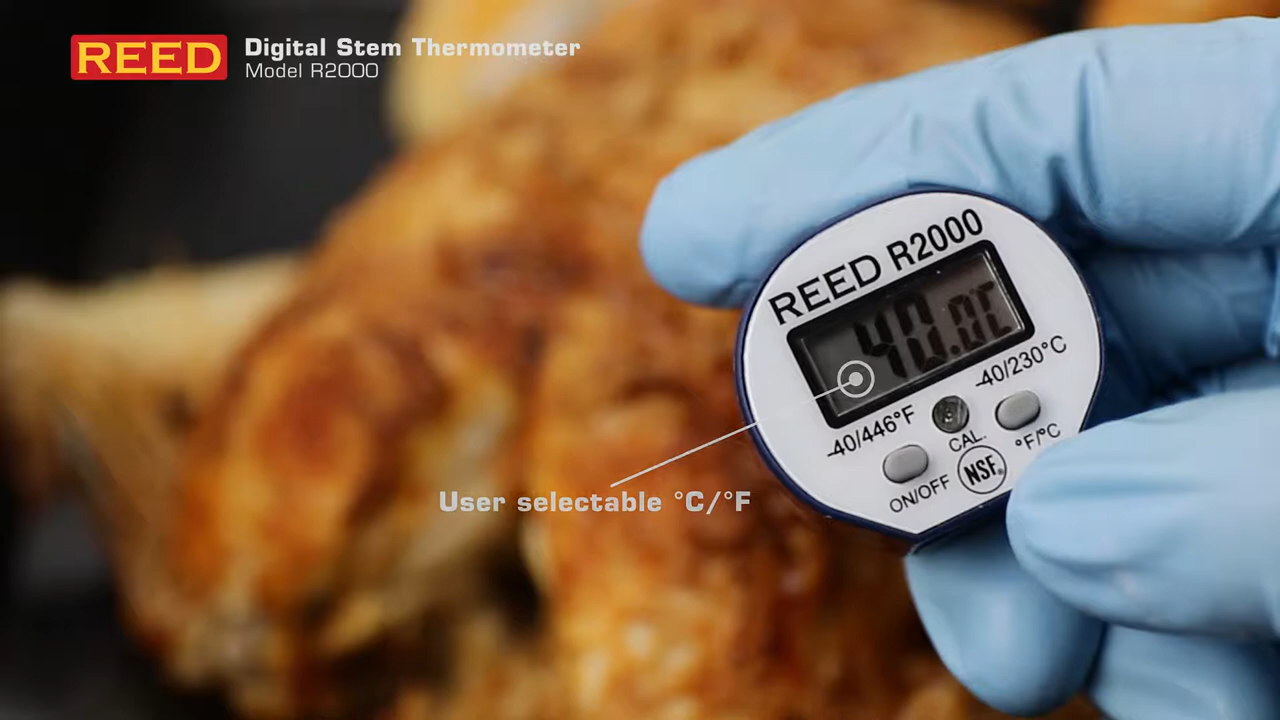 REED
Digital Stem Thermometer
Model R2000
REED R2000
40.0C
-40/446°F
-40/230°C
CAL.
°F/°C
ON/OFF
NSF®
User selectable °C/°F